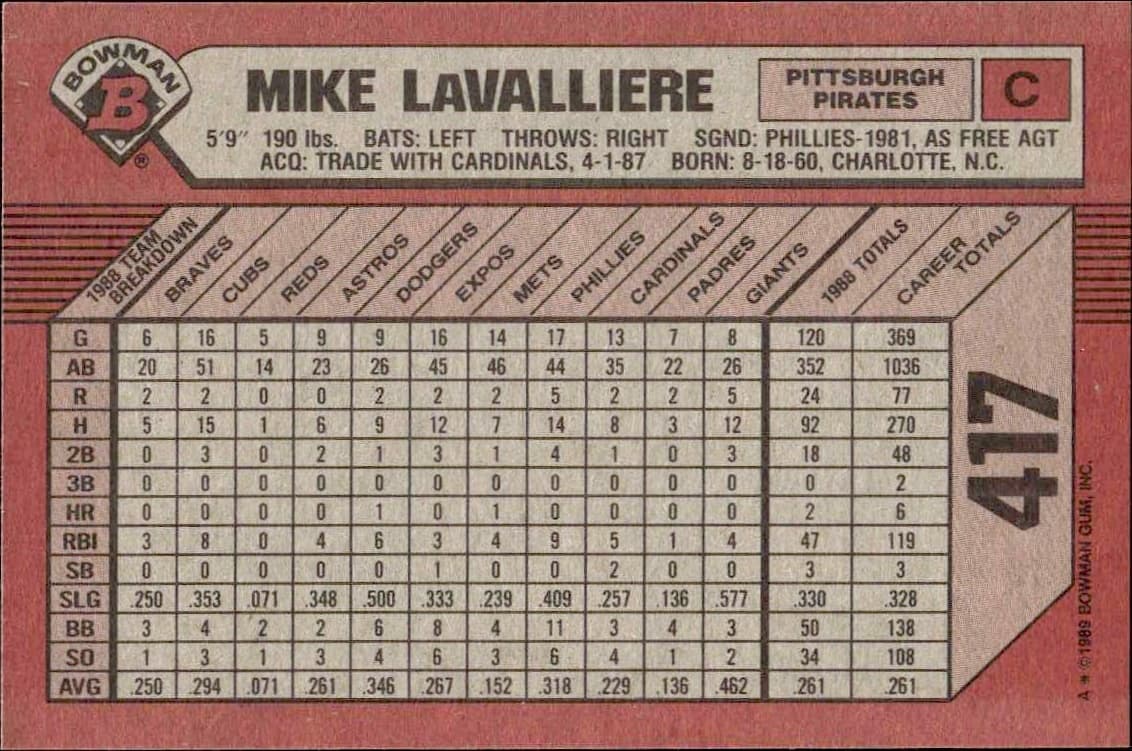 BOWMAN
B
®
MIKE LaVALLIERE
PITTSBURGH
PIRATES
C
5'9" 190 lbs. BATS: LEFT THROWS: RIGHT SGND: PHILLIES-1981, AS FREE AGT
ACQ: TRADE WITH CARDINALS, 4-1-87 BORN: 8-18-60, CHARLOTTE, N.C.
1988 TEAM
BREAKDOWN
BRAVES
CUBS
REDS
ASTROS
DODGERS
EXPOS
METS
PHILLIES
CARDINALS
PADRES
GIANTS
1988 TOTALS
CAREER
TOTALS
G 6 16 5 9 9 16 14 17 13 7 8 120 369
AB 20 51 14 23 26 45 46 44 35 22 26 352 1036
R 2 2 0 0 2 2 2 5 2 2 5 24 77
H 5 15 1 6 9 12 7 14 8 3 12 92 270
2B 0 3 0 2 1 3 1 4 1 0 3 18 48
3B 0 0 0 0 0 0 0 0 0 0 0 0 2
HR 0 0 0 0 1 0 1 0 0 0 0 2 6
RBI 3 8 0 4 6 3 4 9 5 1 4 47 119
SB 0 0 0 0 0 1 0 0 2 0 0 3 3
SLG .250 .353 .071 .348 .500 .333 .239 .409 .257 .136 .577 .330 .328
BB 3 4 2 2 6 8 4 11 3 4 3 50 138
SO 1 3 1 3 4 6 3 6 4 1 2 34 108
AVG .250 .294 .071 .261 .346 .267 .152 .318 .229 .136 .462 .261 .261
417
A * ©1989 BOWMAN GUM, INC.